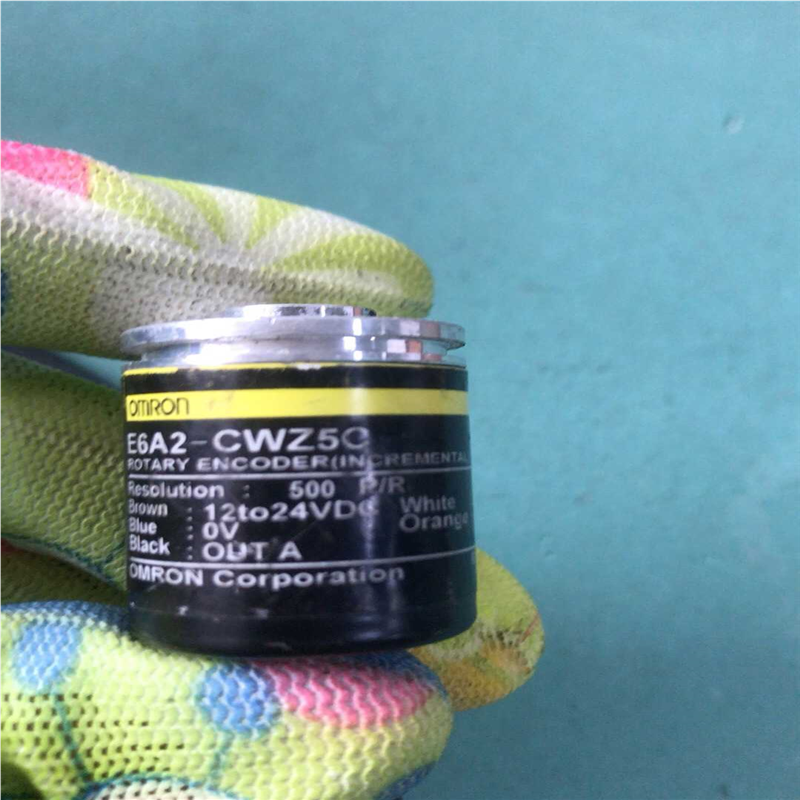 OMRON
E6A2-CWZ5C
ROTARY ENCODER(INCREMENTAL
Resolution : 500 P/R
Brown : 12to24VDC White
Blue : 0V Orange
Black : OUT A
OMRON Corporation